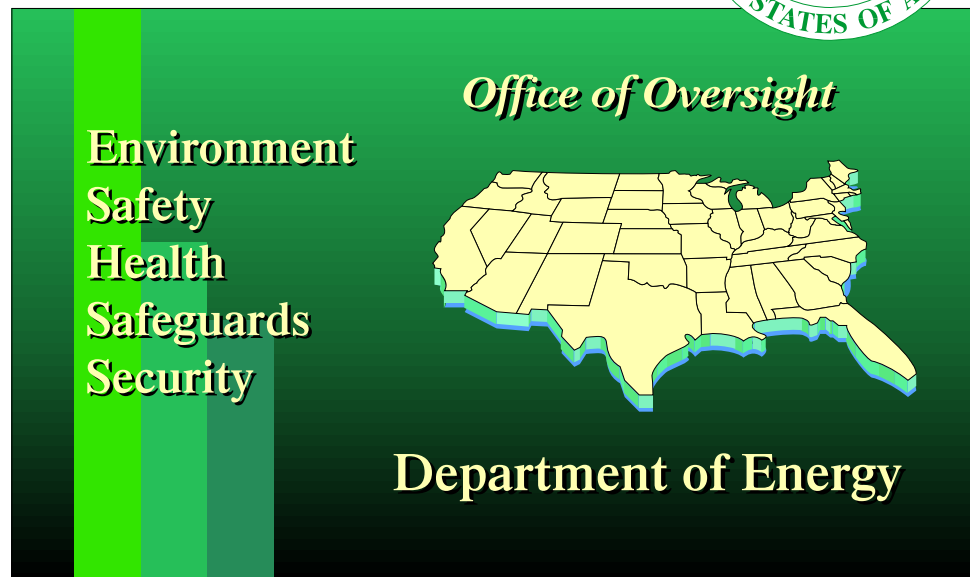 STATES OF
Office of Oversight
Environment
Safety
Health
Safeguards
Security
Department of Energy